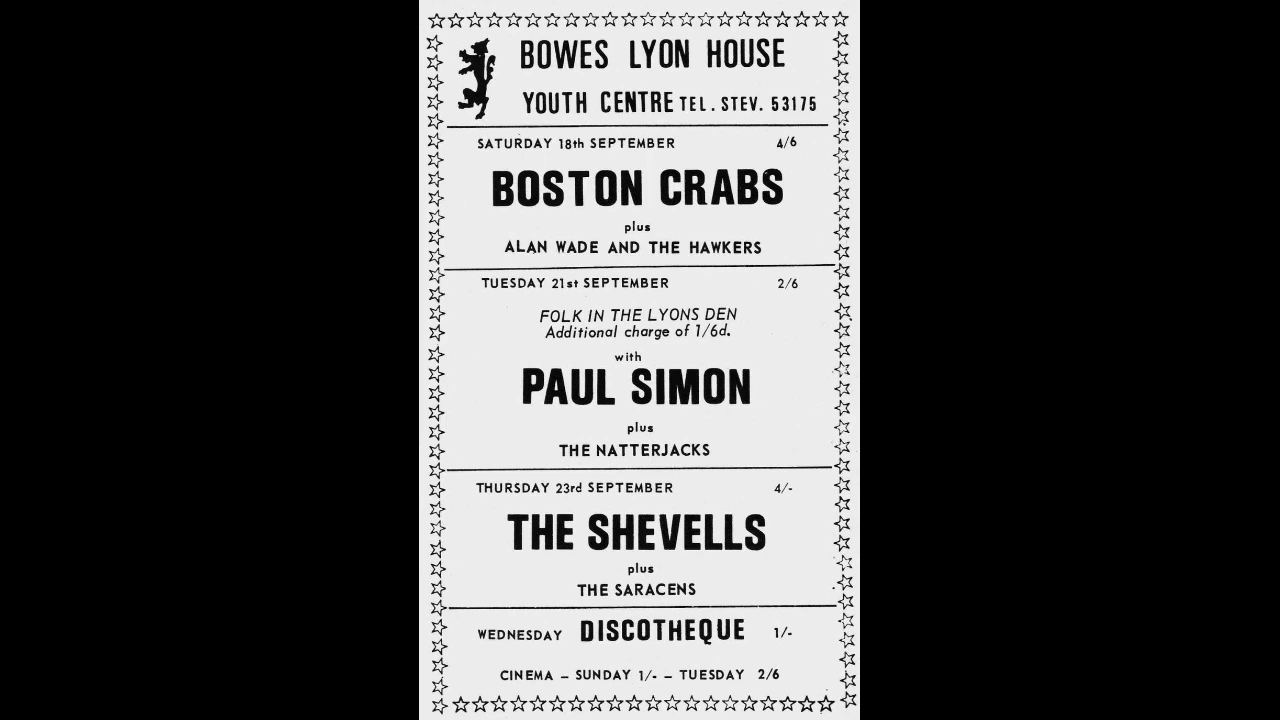 BOWES LYON HOUSE
YOUTH CENTRE TEL. STEV. 53175
SATURDAY 18th SEPTEMBER 4/6
BOSTON CRABS
plus
ALAN WADE AND THE HAWKERS
TUESDAY 21st SEPTEMBER 2/6
FOLK IN THE LYONS DEN
Additional charge of 1/6d.
with
PAUL SIMON
plus
THE NATTERJACKS
THURSDAY 23rd SEPTEMBER 4/-
THE SHEVELLS
plus
THE SARACENS
WEDNESDAY DISCOTHEQUE 1/-
CINEMA – SUNDAY 1/- – TUESDAY 2/6